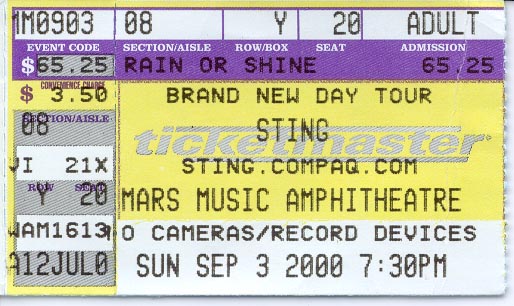 MM0903 08 Y 20 ADULT
EVENT CODE SECTION/AISLE ROW/BOX SEAT ADMISSION
$ 65.25 RAIN OR SHINE 65.25
CONVENIENCE CHARGE
$ 3.50 BRAND NEW DAY TOUR
SECTION/AISLE
08 STING
ticketmaster®
VI 21X STING.COMPAQ.COM
ROW SEAT
Y 20 MARS MUSIC AMPHITHEATRE
WAM1613 O CAMERAS/RECORD DEVICES
A12JUL0 SUN SEP 3 2000 7:30PM